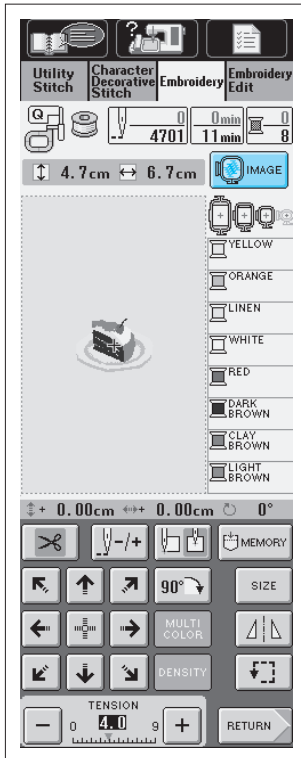 Utility Stitch
Character Decorative Stitch
Embroidery
Embroidery Edit
Q
0
4701
0min
11min
0
8
4.7cm
6.7cm
IMAGE
YELLOW
ORANGE
LINEN
WHITE
RED
DARK BROWN
CLAY BROWN
LIGHT BROWN
+ 0.00cm
+ 0.00cm
0°
-/+
MEMORY
90°
SIZE
MULTI COLOR
DENSITY
TENSION
−
0
4.0
9
+
RETURN